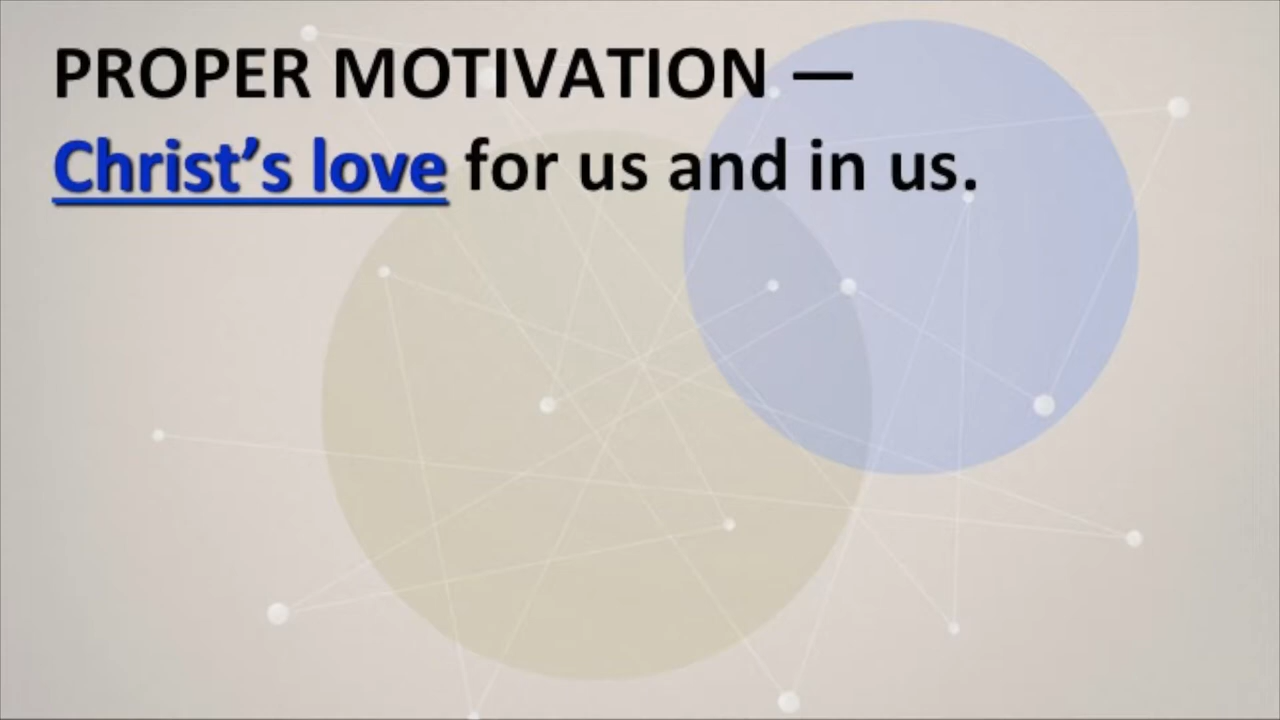 PROPER MOTIVATION —
Christ’s love for us and in us.